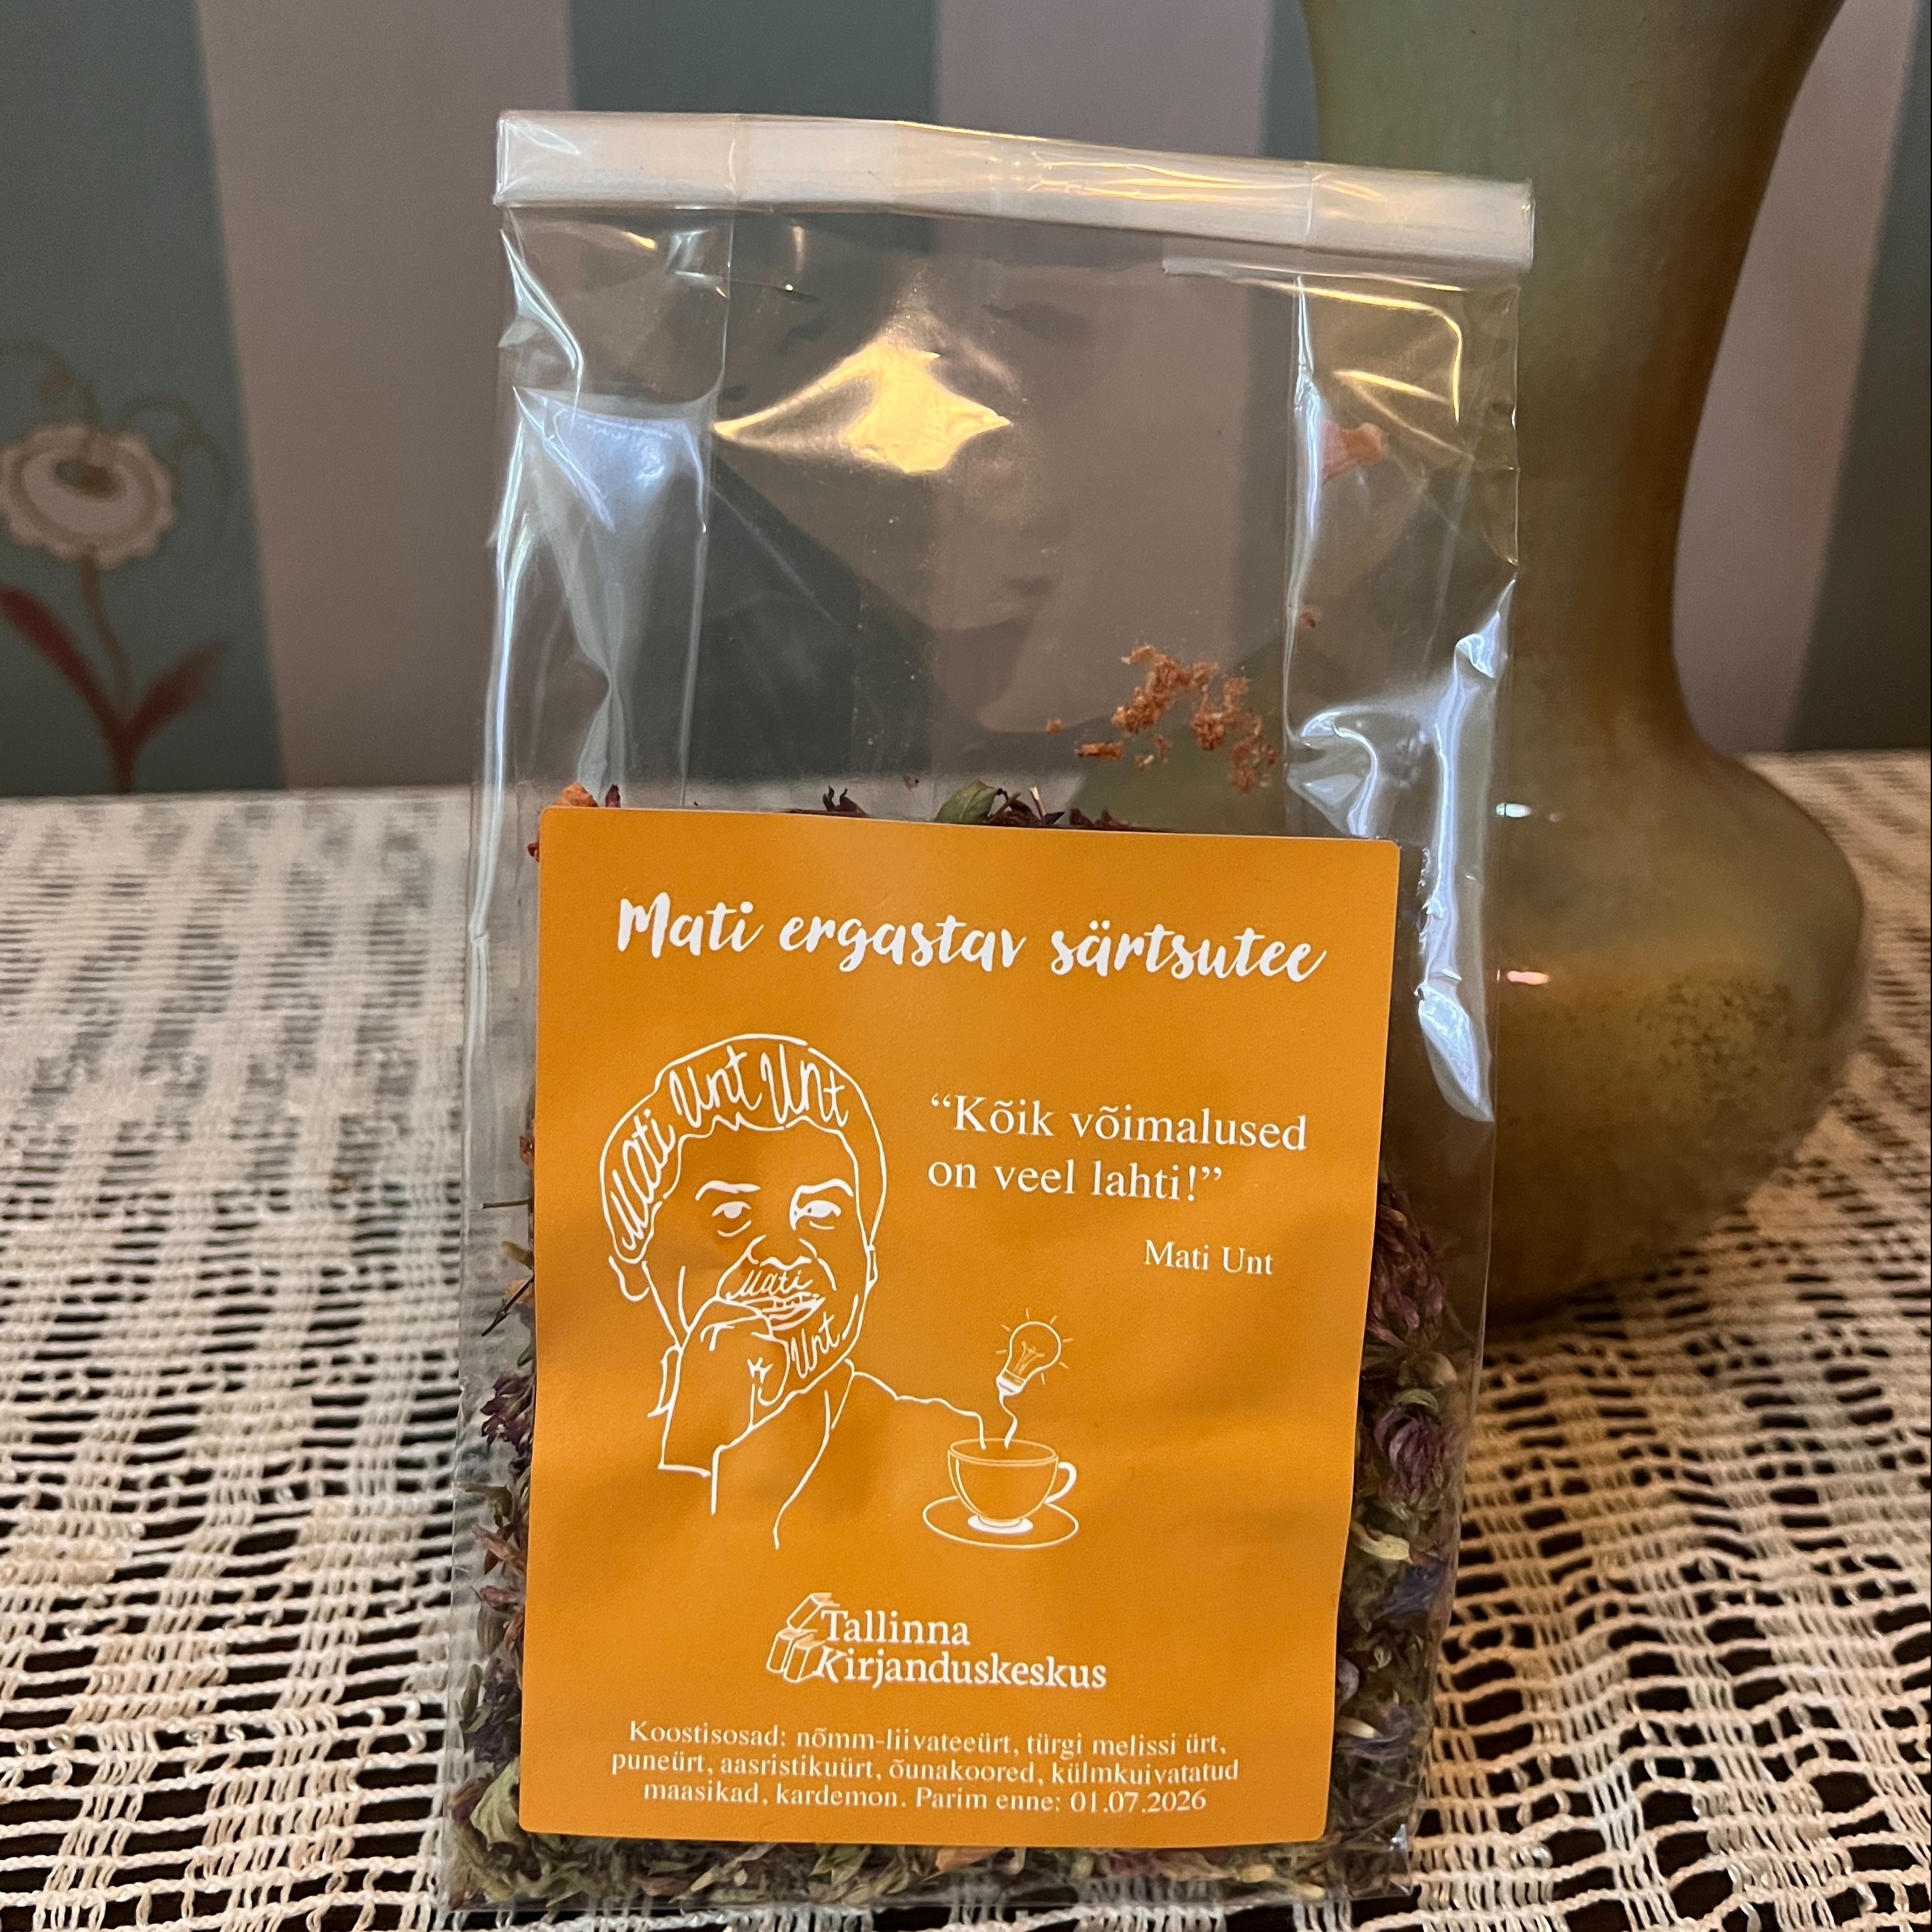 Mati ergastav särtsutee
Mati Unt Unt
Mati
Unt
“Kõik võimalused
on veel lahti!”
Mati Unt
Tallinna
Kirjanduskeskus
Koostisosad: nõmm-liivateeürt, türgi melissi ürt,
puneürt, aasristikuürt, õunakoored, külmkuivatatud
maasikad, kardemon. Parim enne: 01.07.2026